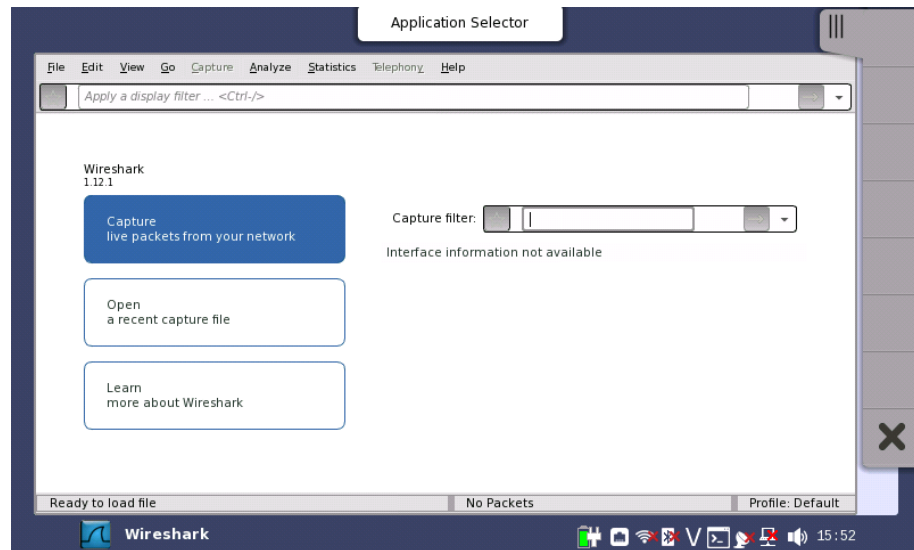 Application Selector
File Edit View Go Capture Analyze Statistics Telephony Help
Apply a display filter ... <Ctrl-/>
Wireshark
1.12.1
Capture
live packets from your network
Capture filter:
Interface information not available
Open
a recent capture file
Learn
more about Wireshark
Ready to load file No Packets Profile: Default
Wireshark V 15:52